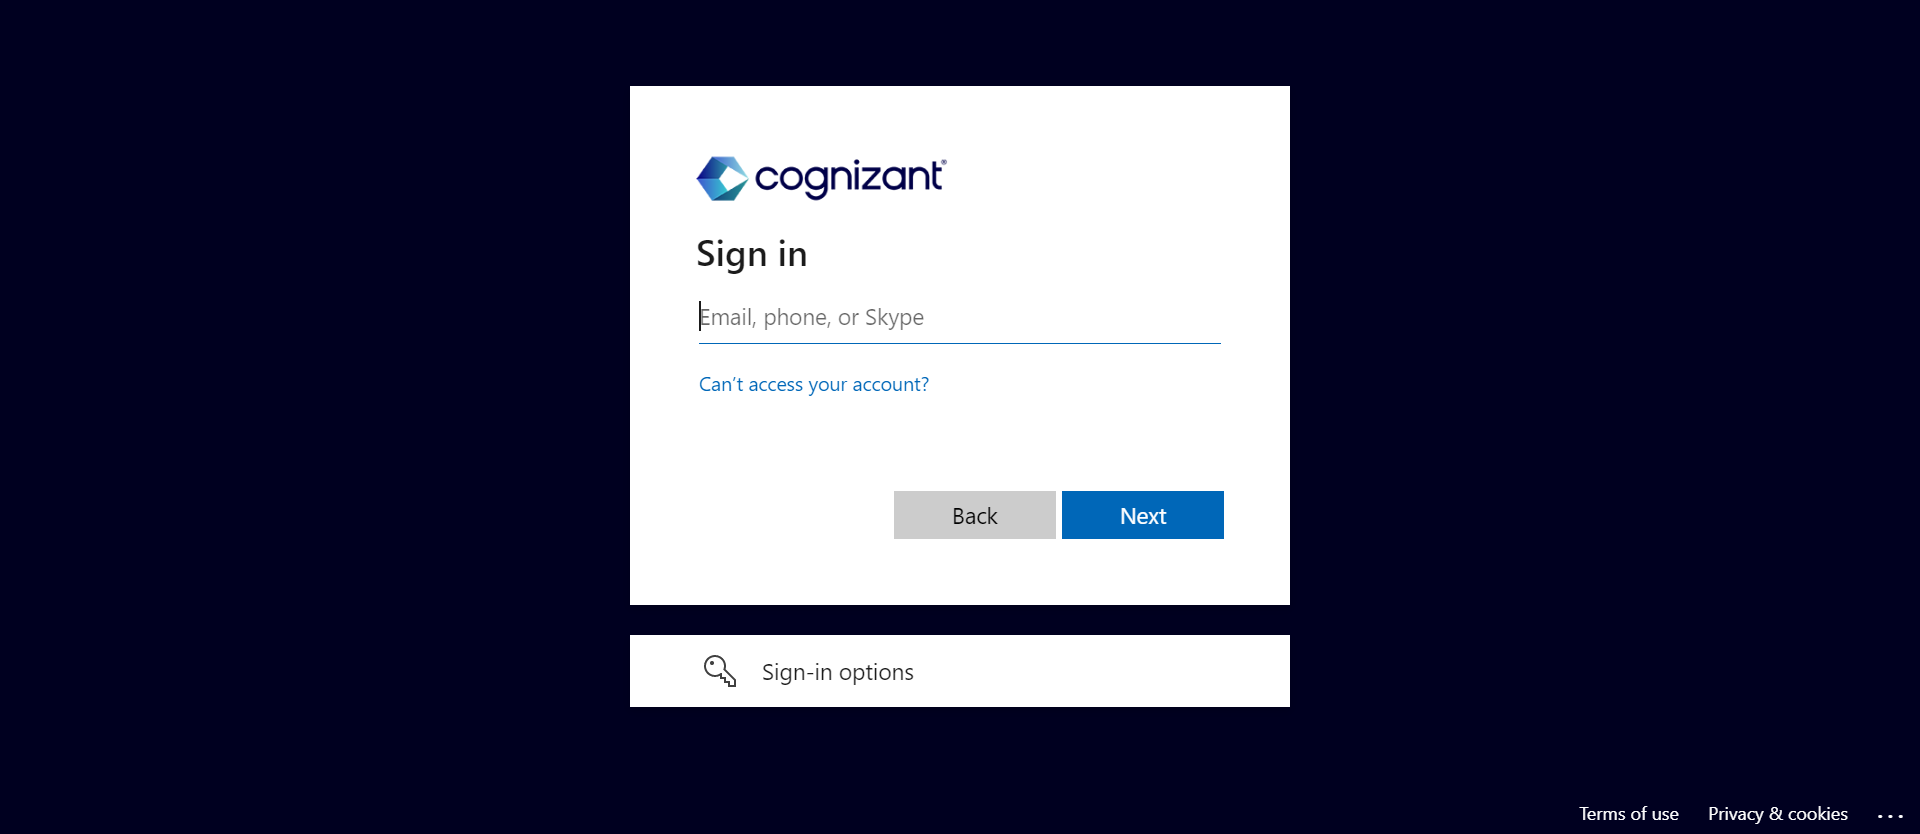 cognizant®
Sign in
Email, phone, or Skype
Can't access your account?
Back
Next
Sign-in options
Terms of use
Privacy & cookies
...